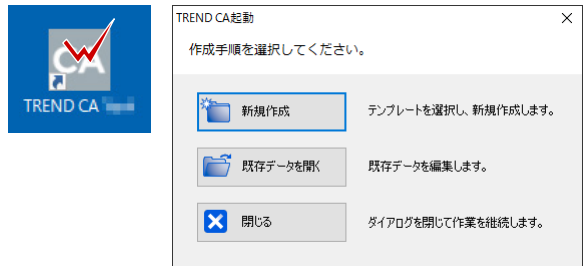 CA
TREND CA
TREND CA起動
作成手順を選択してください。
新規作成
テンプレートを選択し、新規作成します。
既存データを開く
既存データを編集します。
閉じる
ダイアログを閉じて作業を継続します。